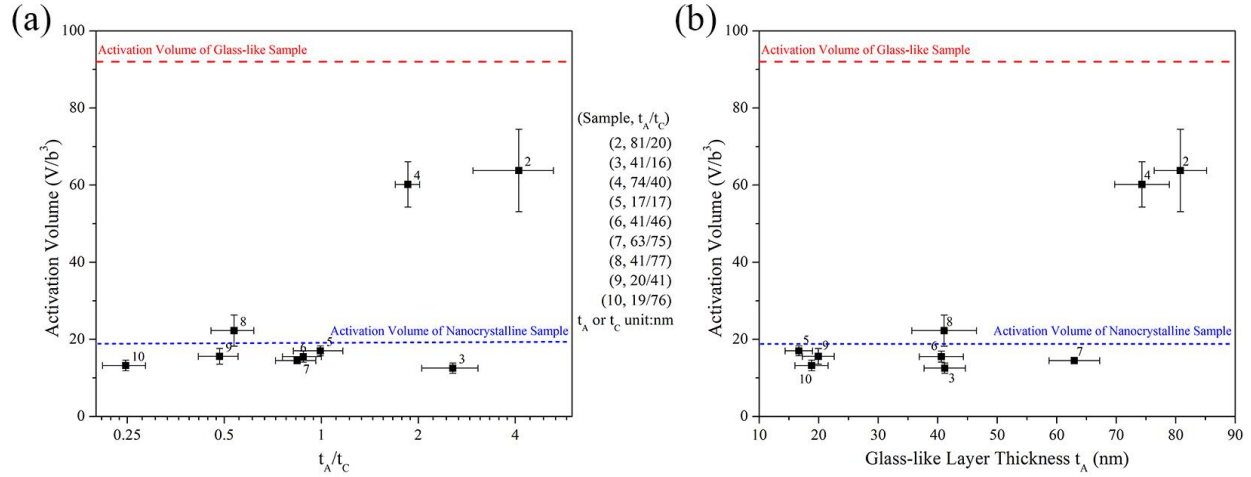 (a)
100
80
60
40
20
0
Activation Volume (V/b³)
Activation Volume of Glass-like Sample
2
4
Activation Volume of Nanocrystalline Sample
8
10
9
6
5
7
3
0.25 0.5 1 2 4
t_A/t_C
(Sample, t_A/t_C)
(2, 81/20)
(3, 41/16)
(4, 74/40)
(5, 17/17)
(6, 41/46)
(7, 63/75)
(8, 41/77)
(9, 20/41)
(10, 19/76)
t_A or t_C unit:nm
(b)
100
80
60
40
20
0
Activation Volume (V/b³)
Activation Volume of Glass-like Sample
2
4
Activation Volume of Nanocrystalline Sample
8
5
9
6
7
10
3
10 20 30 40 50 60 70 80 90
Glass-like Layer Thickness t_A (nm)